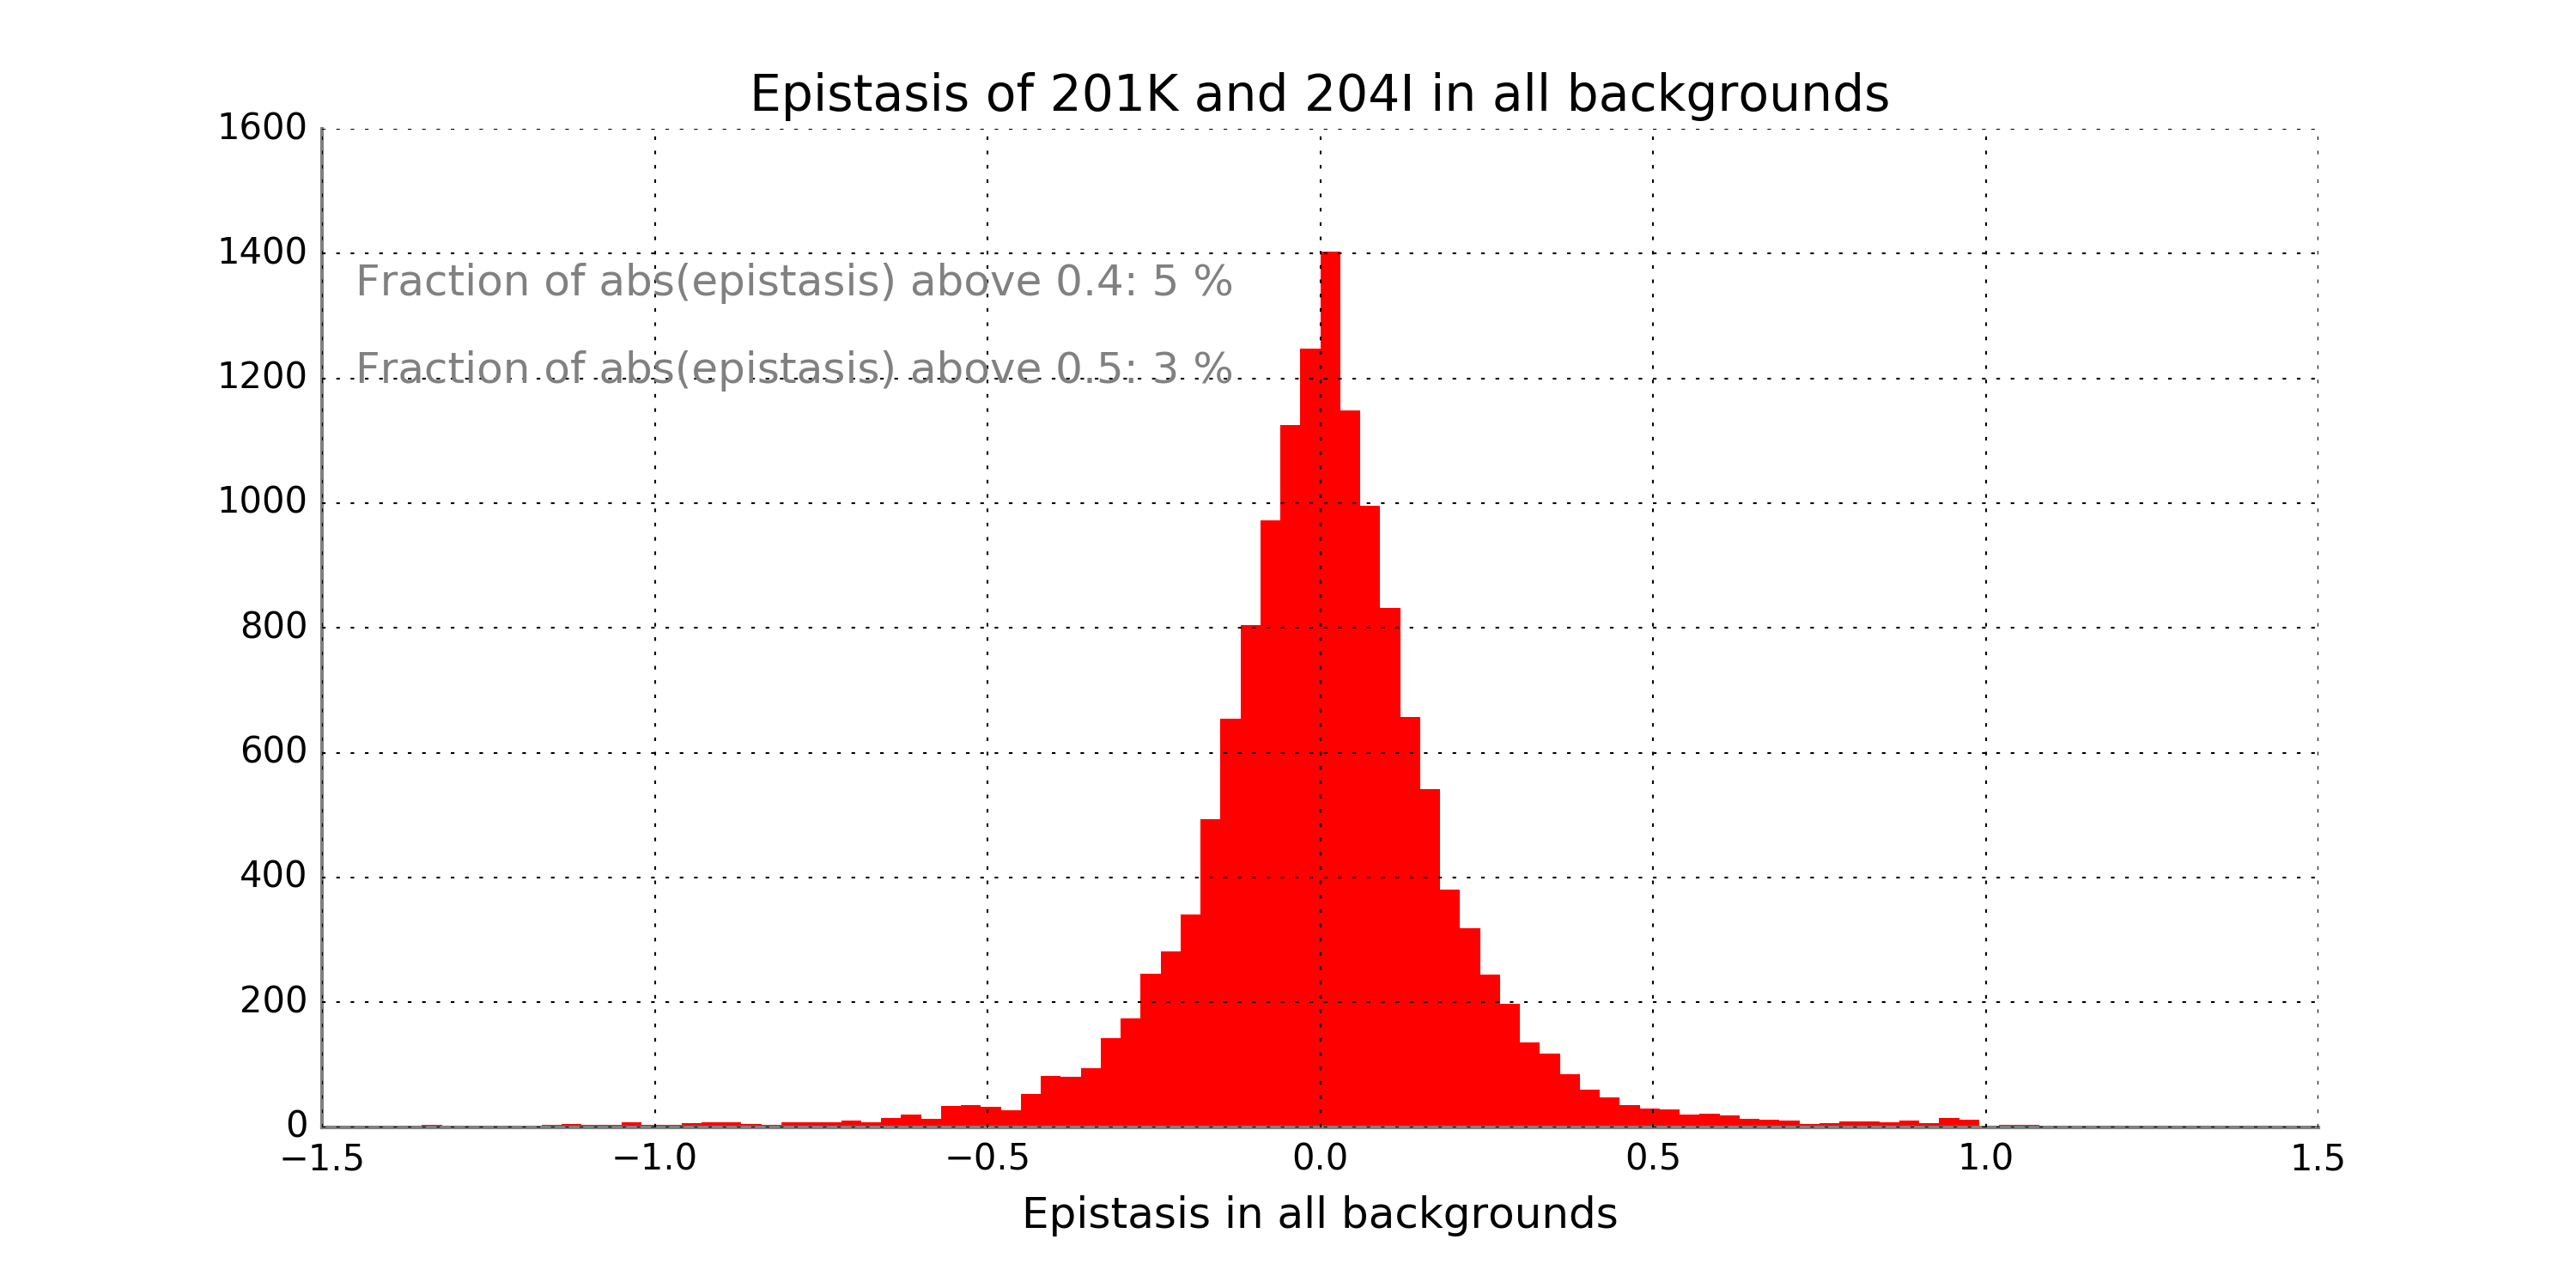 Epistasis of 201K and 204I in all backgrounds
1600
1400
Fraction of abs(epistasis) above 0.4: 5 %
Fraction of abs(epistasis) above 0.5: 3 %
1200
1000
800
600
400
200
0
−1.5 −1.0 −0.5 0.0 0.5 1.0 1.5
Epistasis in all backgrounds